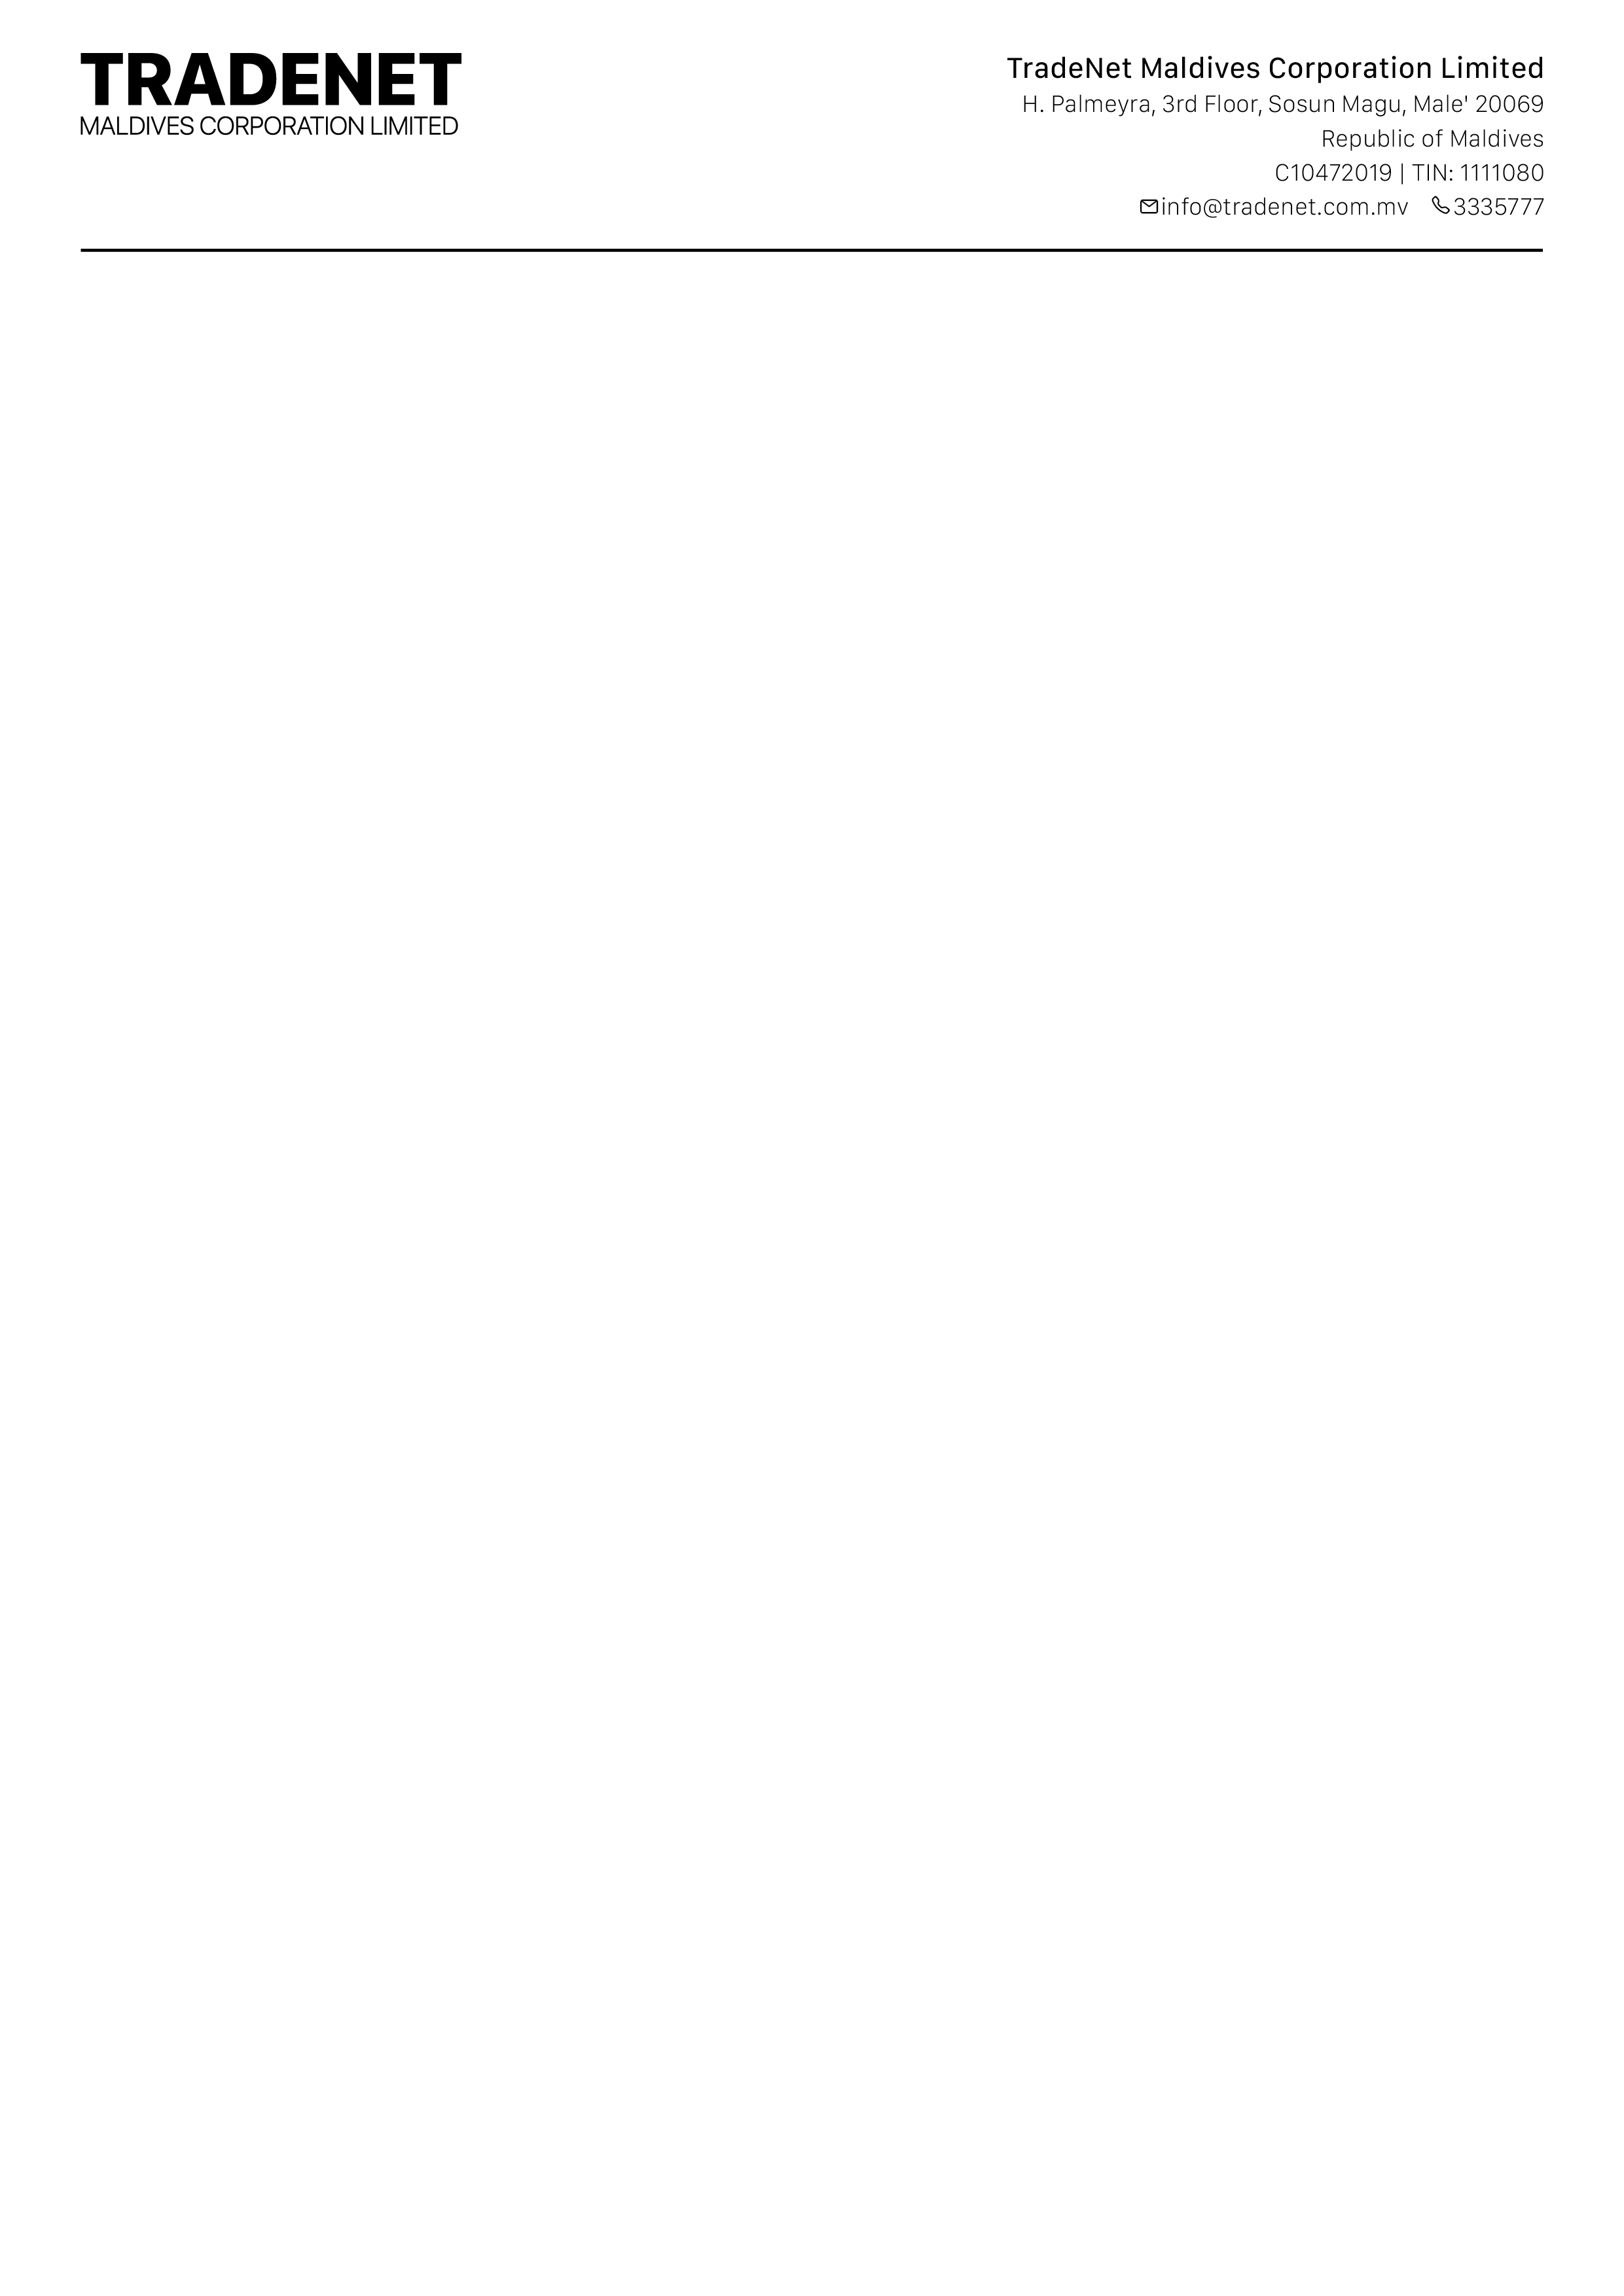 TRADENET
MALDIVES CORPORATION LIMITED
TradeNet Maldives Corporation Limited
H. Palmeyra, 3rd Floor, Sosun Magu, Male' 20069
Republic of Maldives
C10472019 | TIN: 1111080
info@tradenet.com.mv 3335777